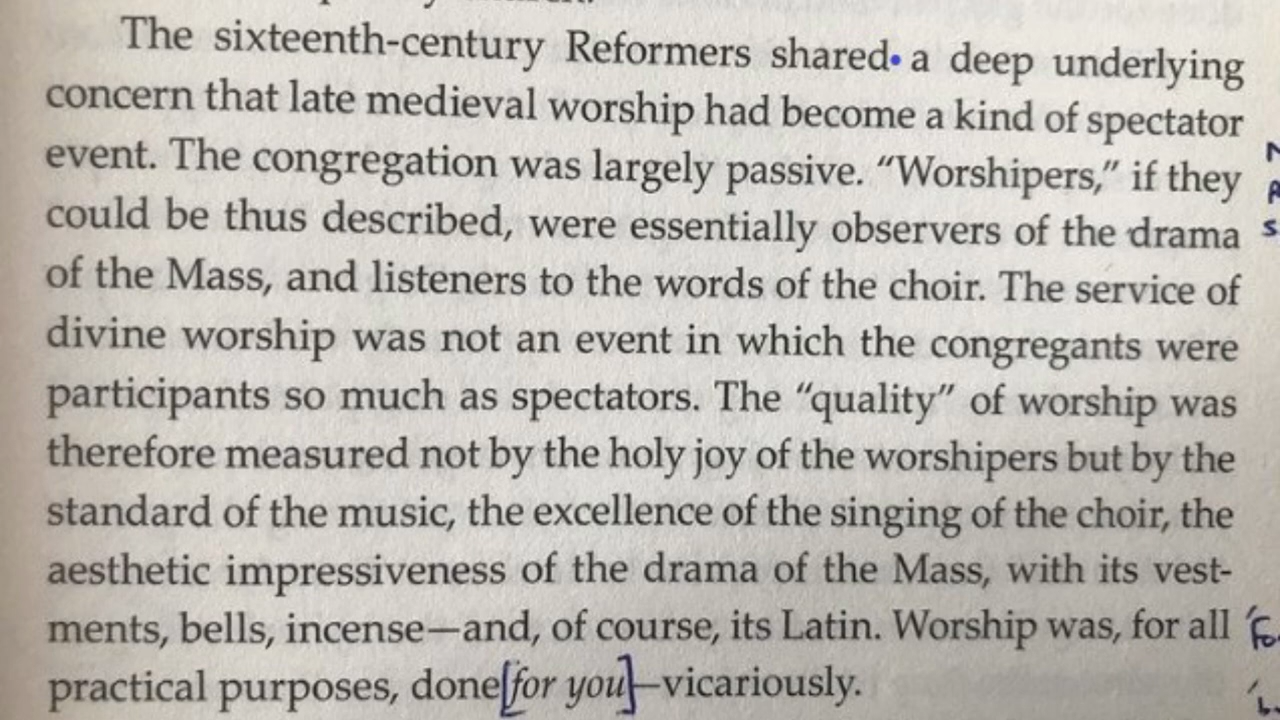 The sixteenth-century Reformers shared a deep underlying
concern that late medieval worship had become a kind of spectator
event. The congregation was largely passive. “Worshipers,” if they
could be thus described, were essentially observers of the drama
of the Mass, and listeners to the words of the choir. The service of
divine worship was not an event in which the congregants were
participants so much as spectators. The “quality” of worship was
therefore measured not by the holy joy of the worshipers but by the
standard of the music, the excellence of the singing of the choir, the
aesthetic impressiveness of the drama of the Mass, with its vest-
ments, bells, incense—and, of course, its Latin. Worship was, for all
practical purposes, done [for you]—vicariously.